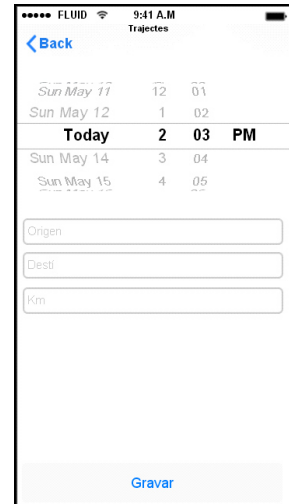 FLUID 9:41 A.M
Trajectes
Back
Sun May 11 12 01
Sun May 12 1 02
Today 2 03 PM
Sun May 14 3 04
Sun May 15 4 05
Origen
Desti
Km
Gravar